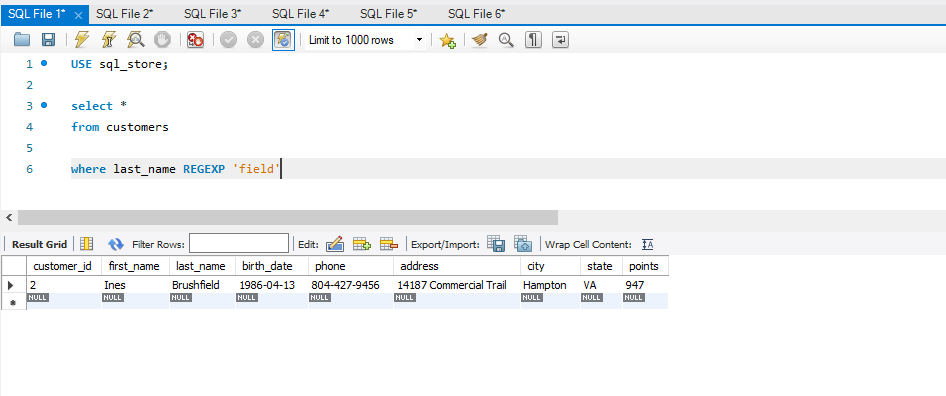 SQL File 1* SQL File 2* SQL File 3* SQL File 4* SQL File 5* SQL File 6*
Limit to 1000 rows
1 USE sql_store;
2
3 select *
4 from customers
5
6 where last_name REGEXP 'field'
Result Grid Filter Rows: Edit: Export/Import: Wrap Cell Content:
customer_id first_name last_name birth_date phone address city state points
2 Ines Brushfield 1986-04-13 804-427-9456 14187 Commercial Trail Hampton VA 947
NULL NULL NULL NULL NULL NULL NULL NULL NULL